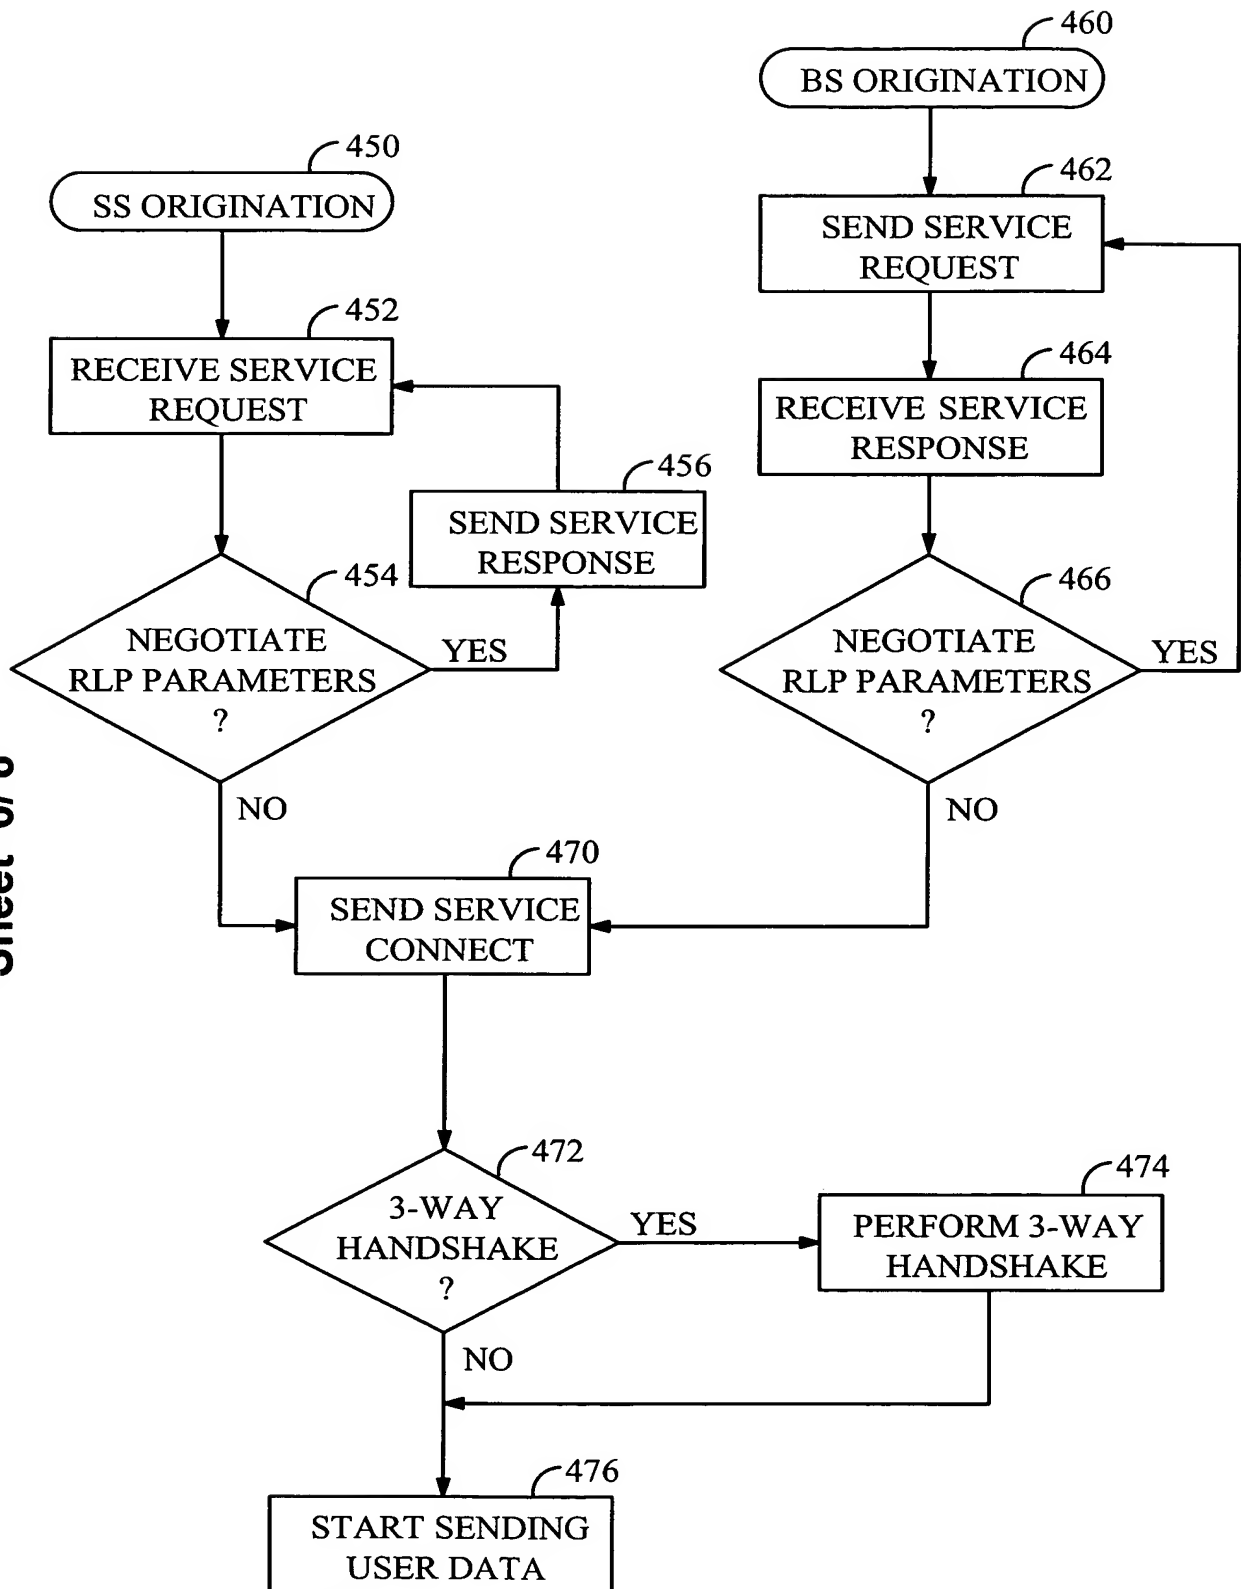 460
BS ORIGINATION
450
SS ORIGINATION
462
SEND SERVICE
REQUEST
452
RECEIVE SERVICE
REQUEST
464
RECEIVE SERVICE
RESPONSE
456
SEND SERVICE
RESPONSE
454
NEGOTIATE
RLP PARAMETERS
?
YES
466
NEGOTIATE
RLP PARAMETERS
?
YES
NO
NO
470
SEND SERVICE
CONNECT
472
3-WAY
HANDSHAKE
?
YES
474
PERFORM 3-WAY
HANDSHAKE
NO
476
START SENDING
USER DATA
Sheet